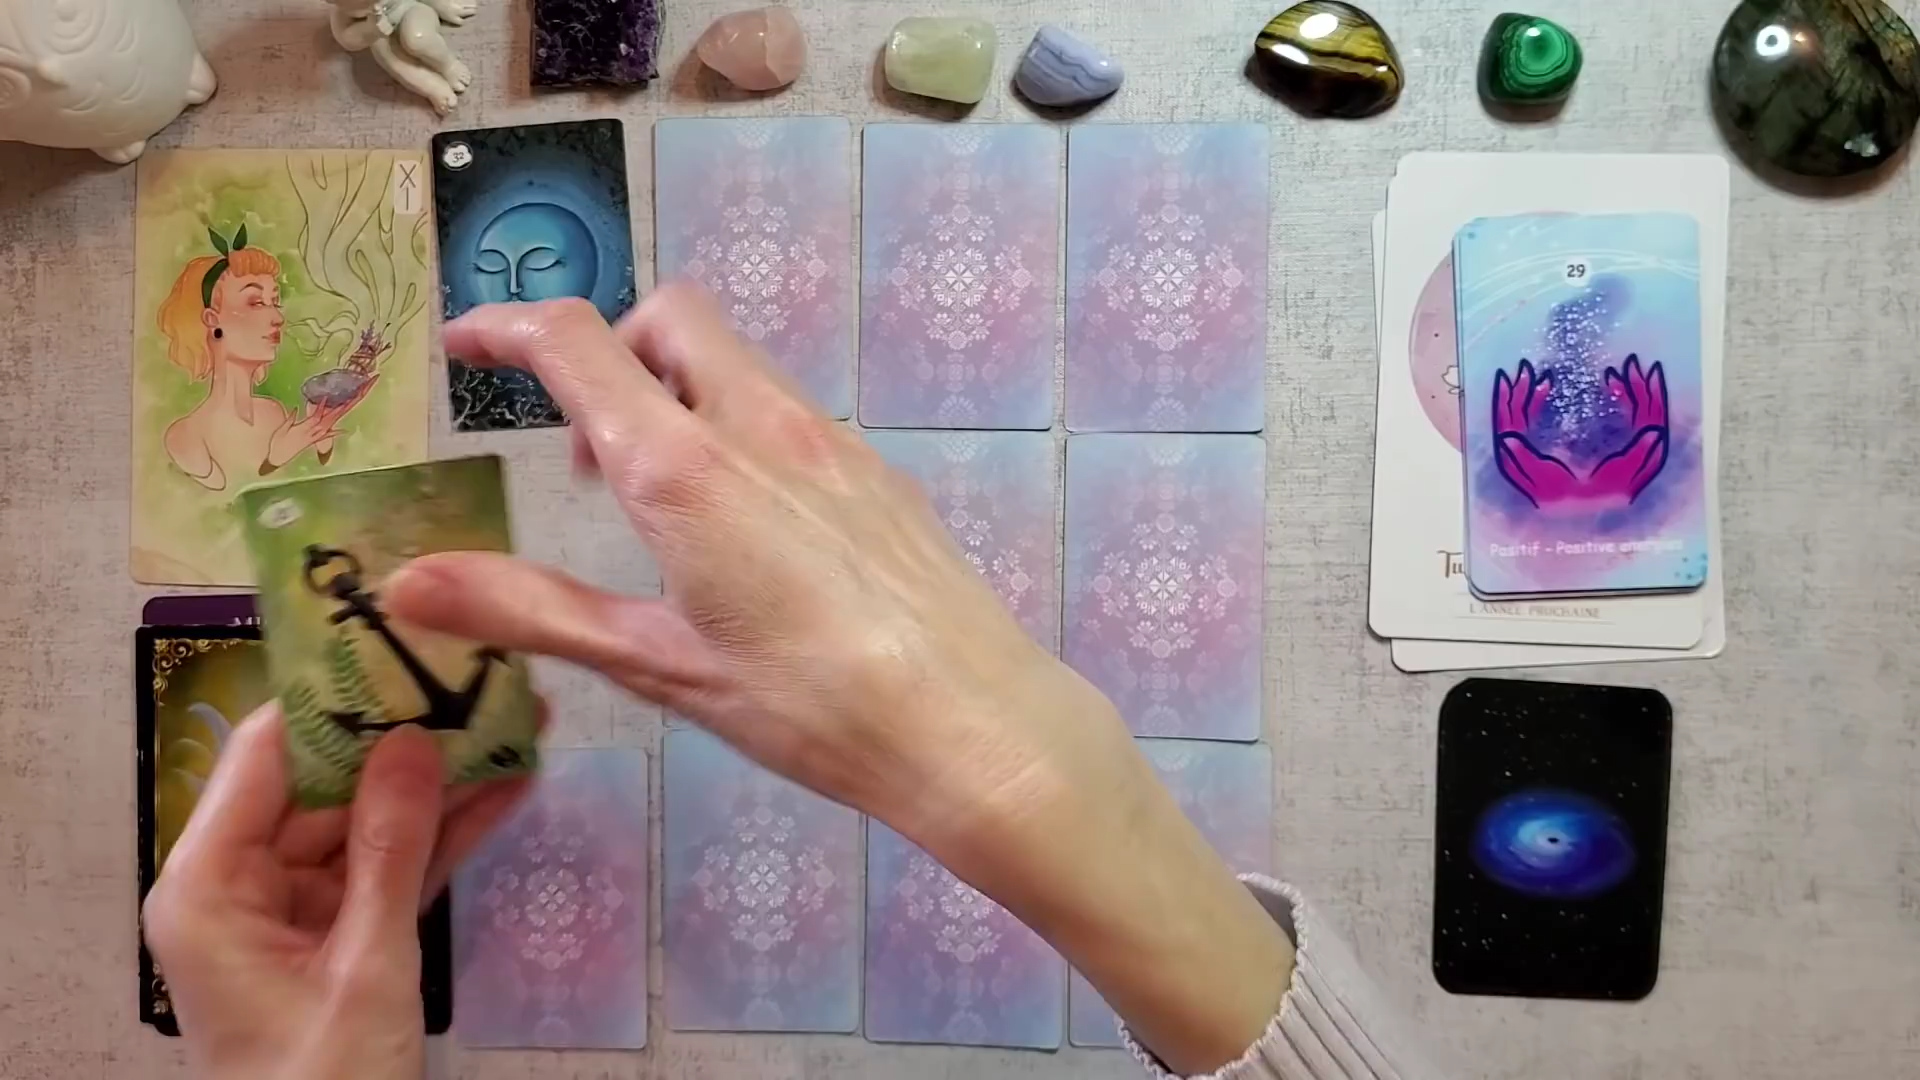 XI
32
29
Positif - Positive energies
L'ANNÉE PROCHAINE